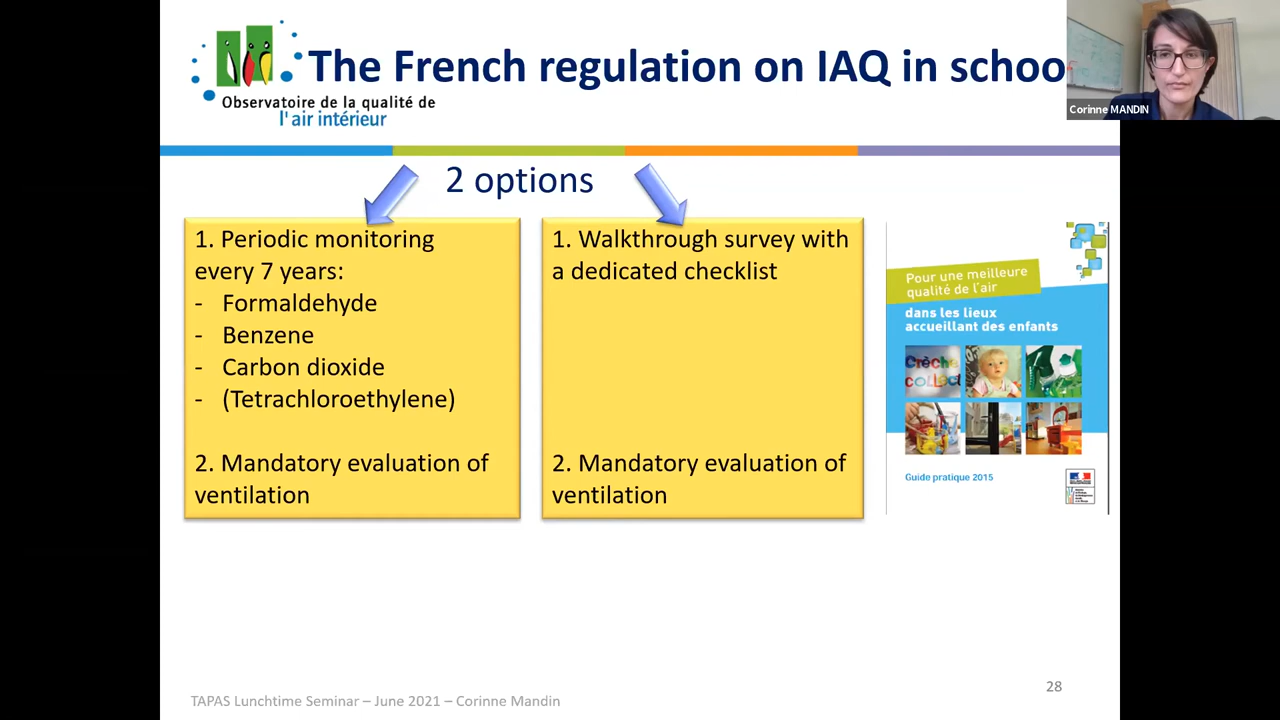 The French regulation on IAQ in schoo
Observatoire de la qualité de
l'air intérieur
Corinne MANDIN
2 options
1. Periodic monitoring
every 7 years:
- Formaldehyde
- Benzene
- Carbon dioxide
- (Tetrachloroethylene)
2. Mandatory evaluation of
ventilation
1. Walkthrough survey with
a dedicated checklist
2. Mandatory evaluation of
ventilation
Pour une meilleure
qualité de l'air
dans les lieux
accueillant des enfants
Crèche
collect
Guide pratique 2015
TAPAS Lunchtime Seminar – June 2021 – Corinne Mandin
28